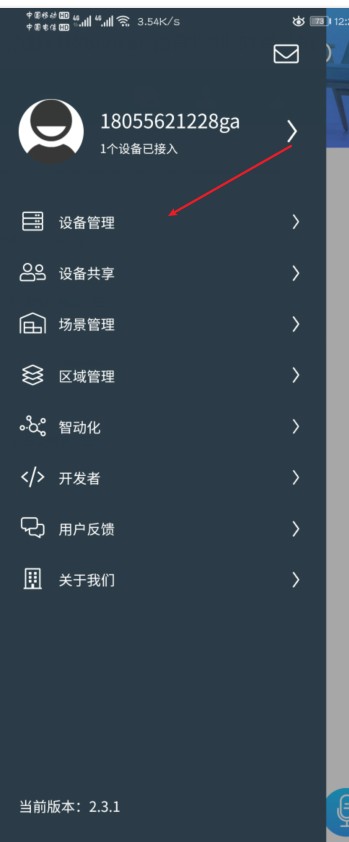 中国移动 HD 46 46 3.54K/s 73 12:2
中国电信 HD
18055621228ga
1个设备已接入
设备管理
设备共享
场景管理
区域管理
智动化
</> 开发者
用户反馈
关于我们
当前版本：2.3.1